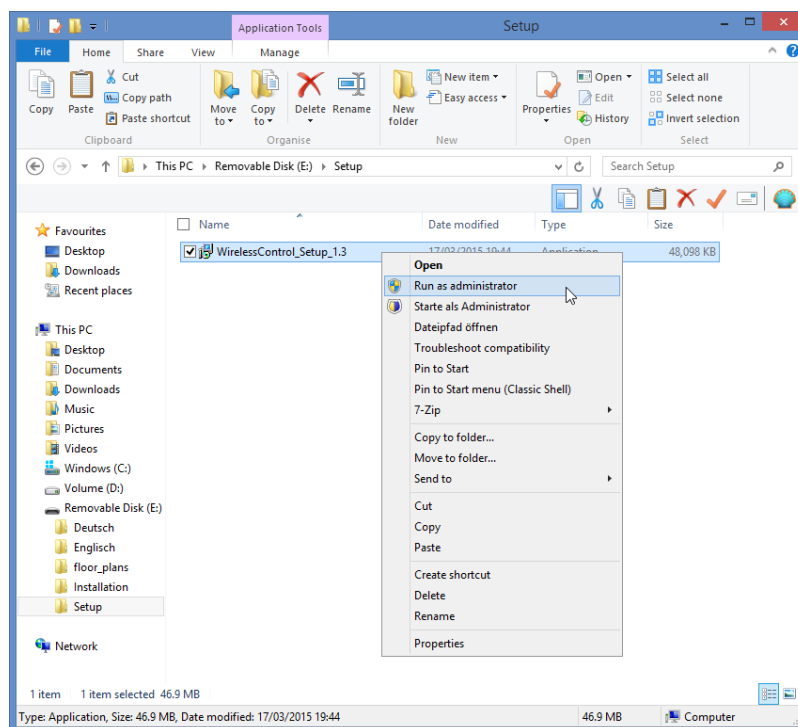 Application Tools
Setup
File
Home
Share
View
Manage
Copy
Paste
Cut
Copy path
Paste shortcut
Clipboard
Move to
Copy to
Delete
Rename
Organise
New folder
New item
Easy access
New
Properties
Open
Edit
History
Open
Select all
Select none
Invert selection
Select
This PC
Removable Disk (E:)
Setup
Search Setup
Name
Date modified
Type
Size
WirelessControl_Setup_1.3
17/03/2015 19:44
Application
48,098 KB
Favourites
Desktop
Downloads
Recent places
This PC
Desktop
Documents
Downloads
Music
Pictures
Videos
Windows (C:)
Volume (D:)
Removable Disk (E:)
Deutsch
Englisch
floor_plans
Installation
Setup
Network
Open
Run as administrator
Starte als Administrator
Dateipfad öffnen
Troubleshoot compatibility
Pin to Start
Pin to Start menu (Classic Shell)
7-Zip
Copy to folder...
Move to folder...
Send to
Cut
Copy
Paste
Create shortcut
Delete
Rename
Properties
1 item
1 item selected 46.9 MB
Type: Application, Size: 46.9 MB, Date modified: 17/03/2015 19:44
46.9 MB
Computer